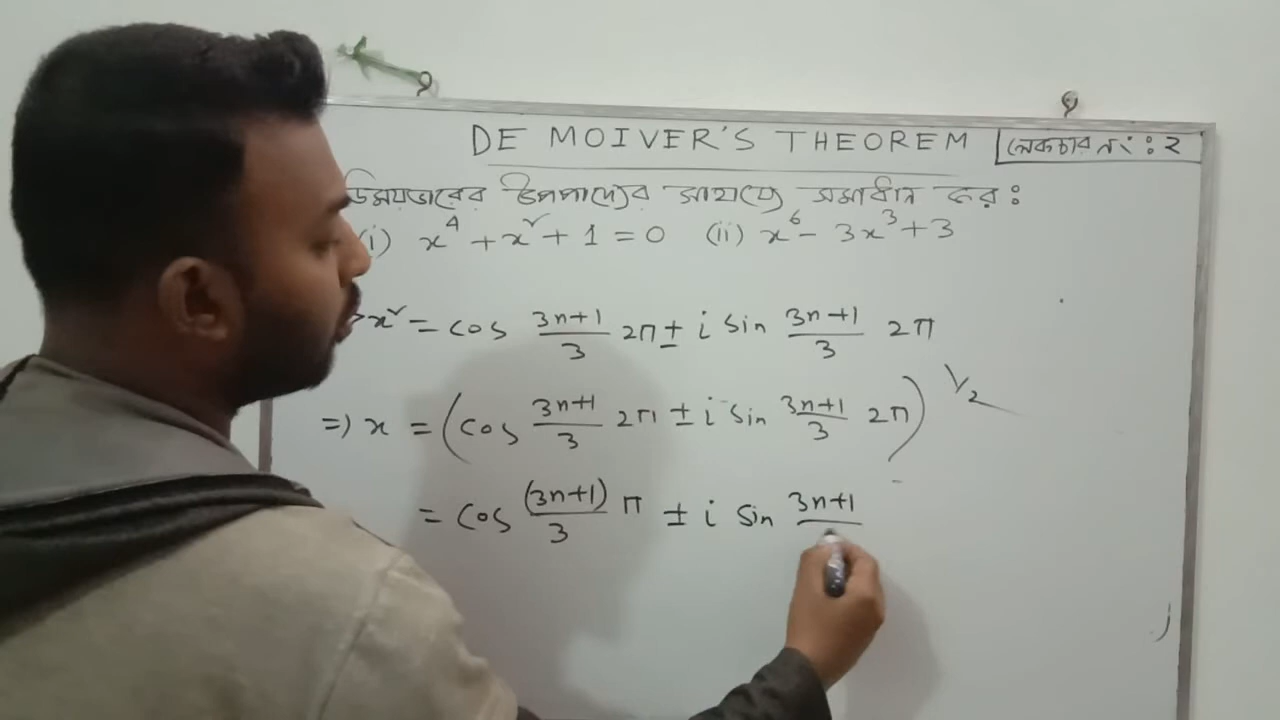 DE MOIVER'S THEOREM
লেকচার নং : ২
ডিময়ভারের উপপাদ্যের সাহায্যে সমাধান কর :
(i) x⁴ + x² + 1 = 0 (ii) x⁶ - 3x³ + 3
x² = cos (3n+1)/3 2π ± i sin (3n+1)/3 2π
=> x = (cos (3n+1)/3 2π ± i sin (3n+1)/3 2π)^1/2
= cos (3n+1)/3 π ± i sin 3n+1